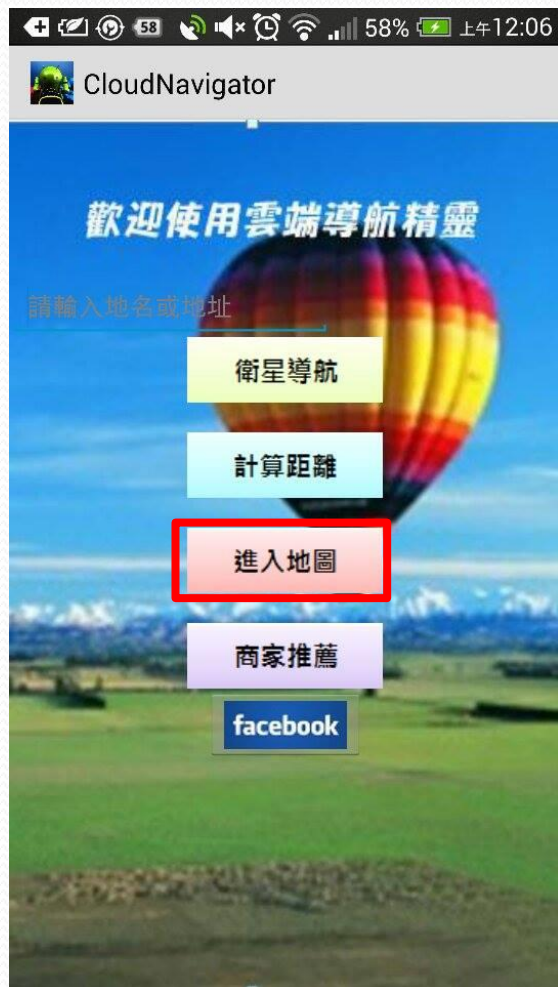 58 58% 上午12:06
CloudNavigator
歡迎使用雲端導航精靈
請輸入地名或地址
衛星導航
計算距離
進入地圖
商家推薦
facebook